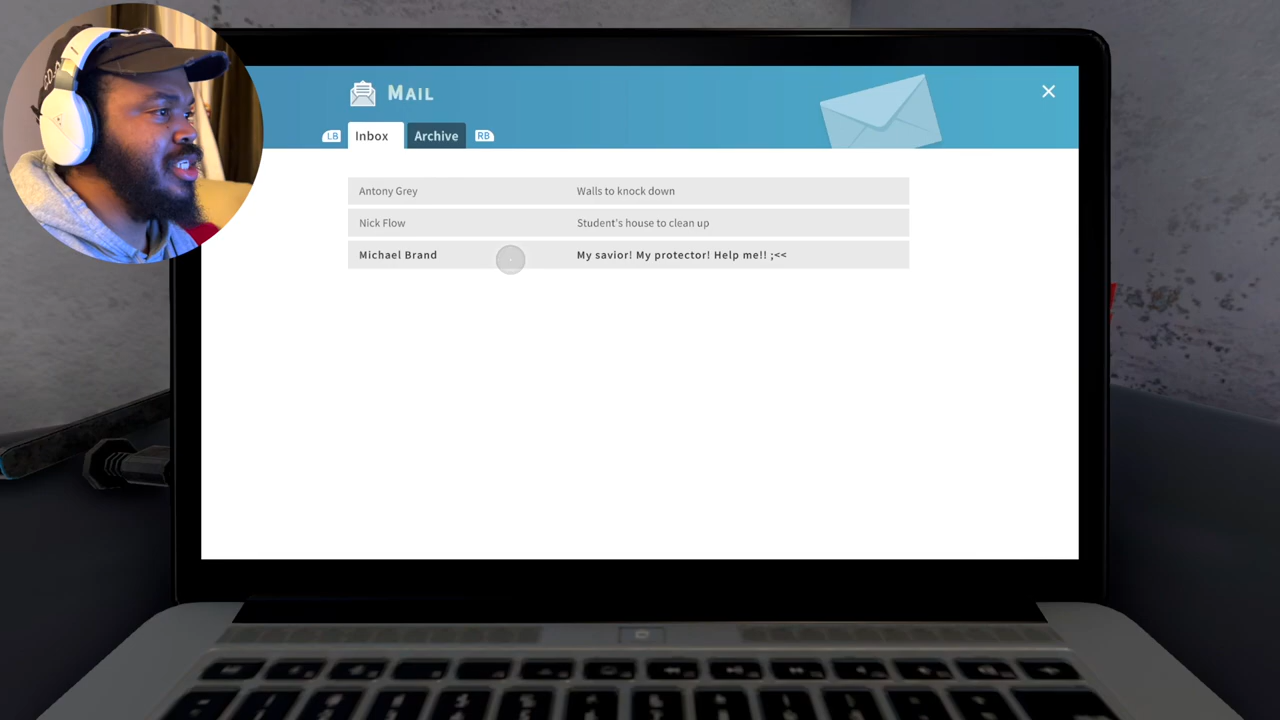 MAIL
LB Inbox Archive RB
Antony Grey Walls to knock down
Nick Flow Student's house to clean up
Michael Brand My savior! My protector! Help me!! ;<<